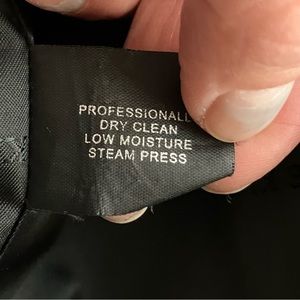 PROFESSIONALL
DRY CLEAN
LOW MOISTURE
STEAM PRESS